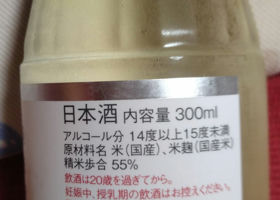 日本酒 内容量 300ml
アルコール分 14度以上15度未満
原材料名 米(国産)、米麹(国産米)
精米歩合 55%
飲酒は20歳を過ぎてから。
妊娠中、授乳期の飲酒はお控えください。